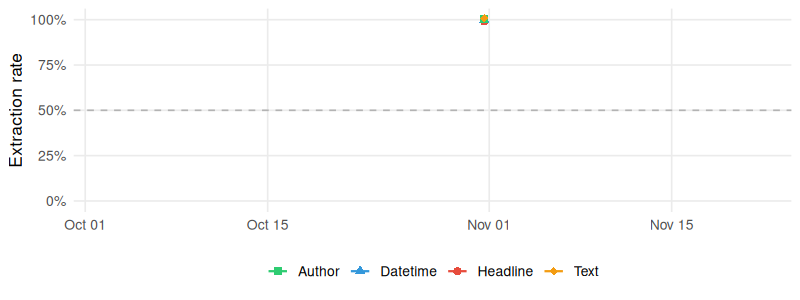 Extraction rate
100%
75%
50%
25%
0%
Oct 01 Oct 15 Nov 01 Nov 15
Author Datetime Headline Text